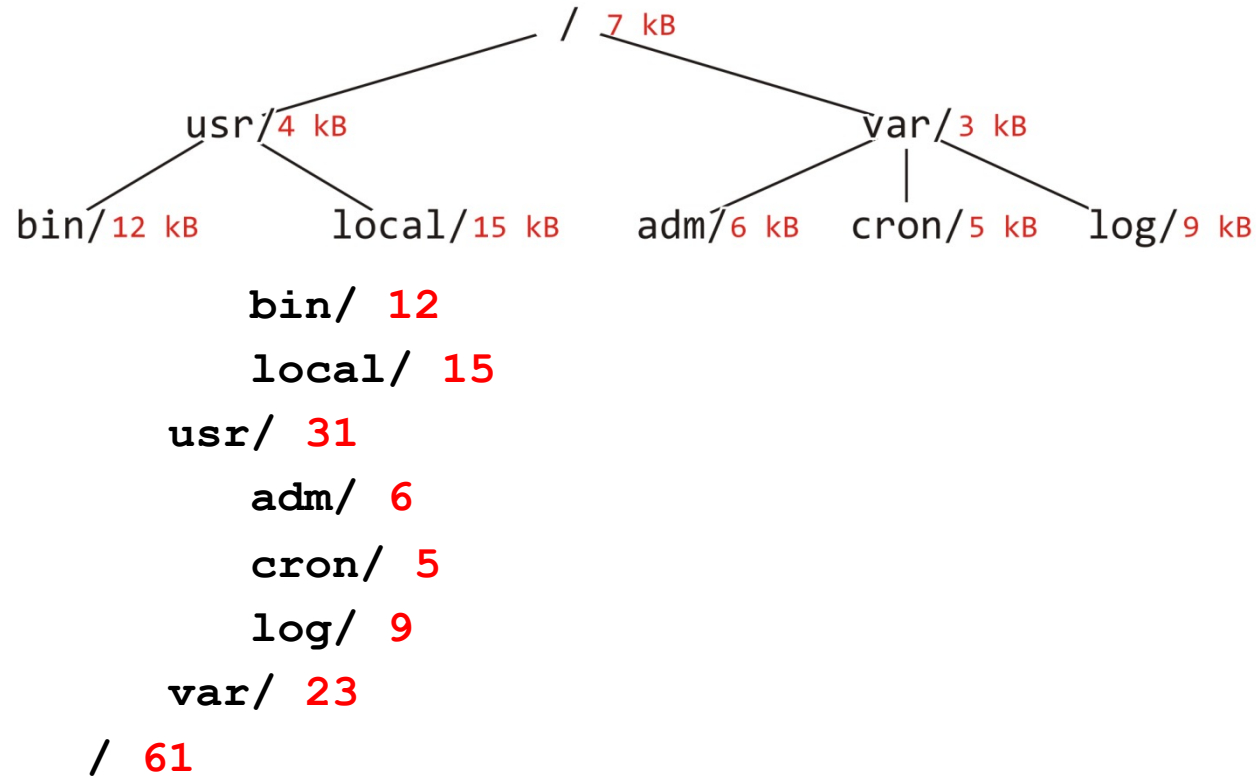 / 7 kB
usr/4 kB var/3 kB
bin/12 kB local/15 kB adm/6 kB cron/5 kB log/9 kB
bin/ 12
local/ 15
usr/ 31
adm/ 6
cron/ 5
log/ 9
var/ 23
/ 61